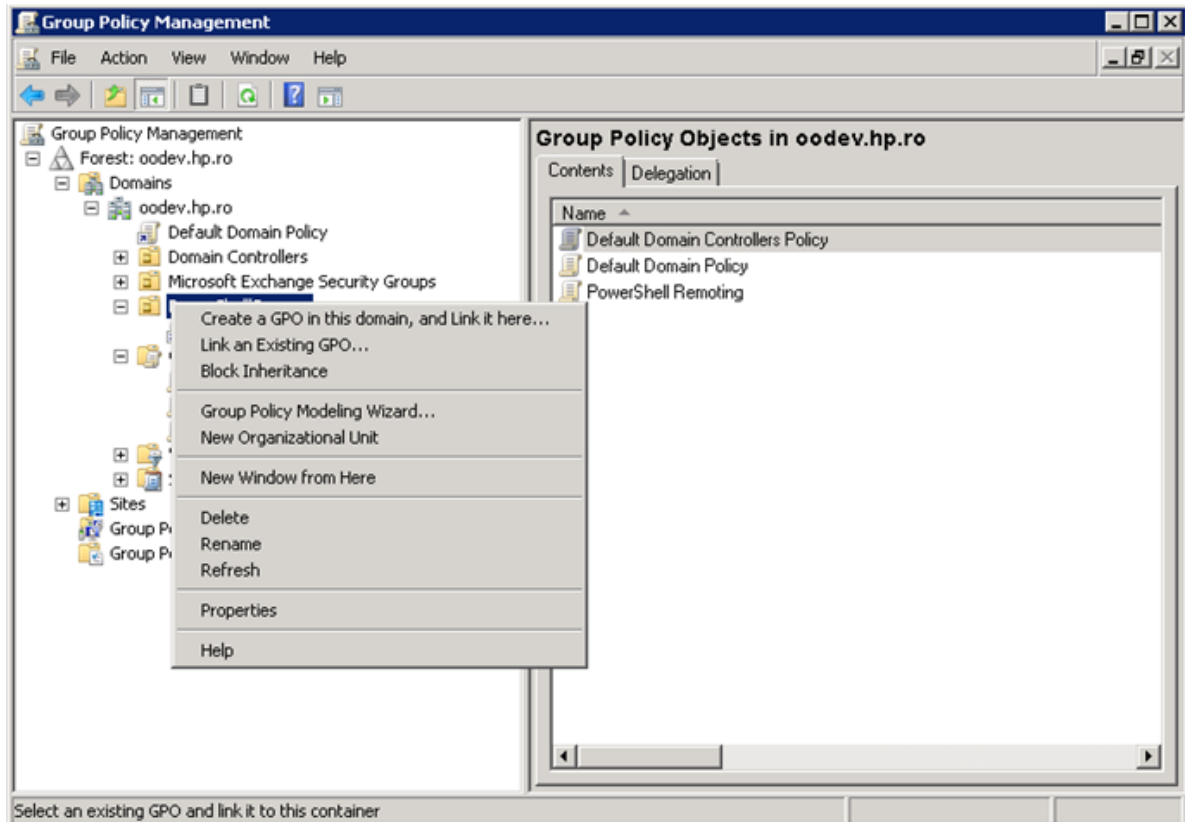 Group Policy Management
File Action View Window Help
Group Policy Management
Forest: oodev.hp.ro
Domains
oodev.hp.ro
Default Domain Policy
Domain Controllers
Microsoft Exchange Security Groups
Sites
Group P
Group P
Create a GPO in this domain, and Link it here...
Link an Existing GPO...
Block Inheritance
Group Policy Modeling Wizard...
New Organizational Unit
New Window from Here
Delete
Rename
Refresh
Properties
Help
Group Policy Objects in oodev.hp.ro
Contents Delegation
Name
Default Domain Controllers Policy
Default Domain Policy
PowerShell Remoting
Select an existing GPO and link it to this container